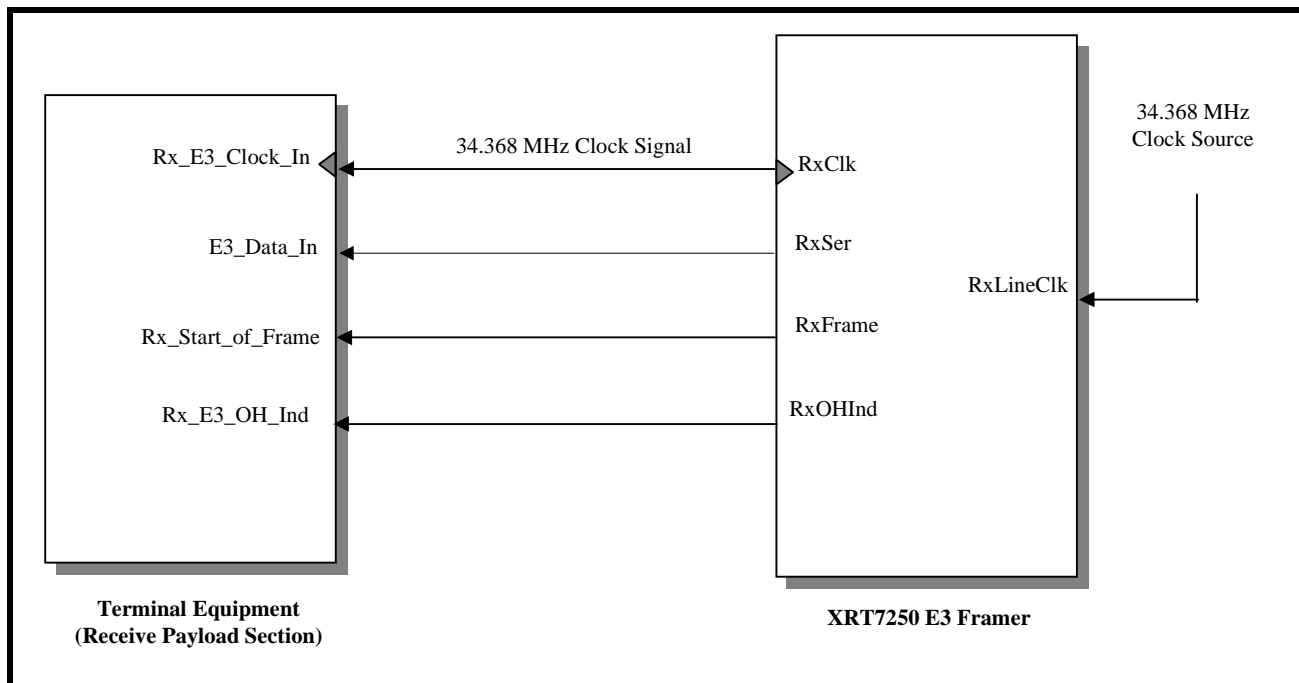 34.368 MHz
Clock Source
Rx_E3_Clock_In
34.368 MHz Clock Signal
RxClk
E3_Data_In
RxSer
RxLineClk
Rx_Start_of_Frame
RxFrame
Rx_E3_OH_Ind
RxOHInd
Terminal Equipment
(Receive Payload Section)
XRT7250 E3 Framer